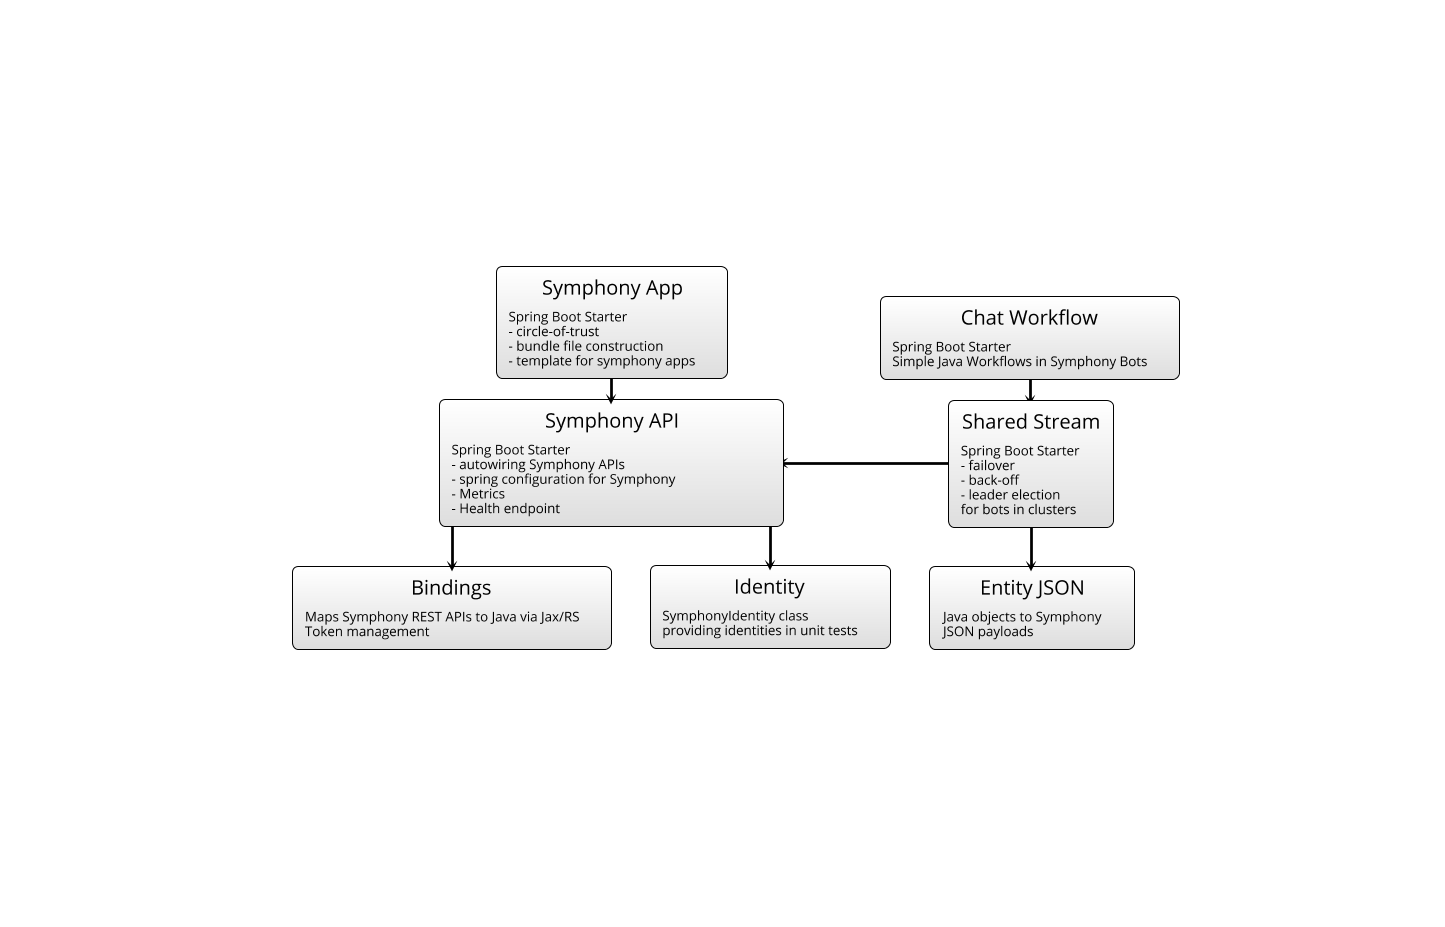 Symphony App
Spring Boot Starter
- circle-of-trust
- bundle file construction
- template for symphony apps
Chat Workflow
Spring Boot Starter
Simple Java Workflows in Symphony Bots
Symphony API
Spring Boot Starter
- autowiring Symphony APIs
- spring configuration for Symphony
- Metrics
- Health endpoint
Shared Stream
Spring Boot Starter
- failover
- back-off
- leader election
for bots in clusters
Bindings
Maps Symphony REST APIs to Java via Jax/RS
Token management
Identity
SymphonyIdentity class
providing identities in unit tests
Entity JSON
Java objects to Symphony
JSON payloads